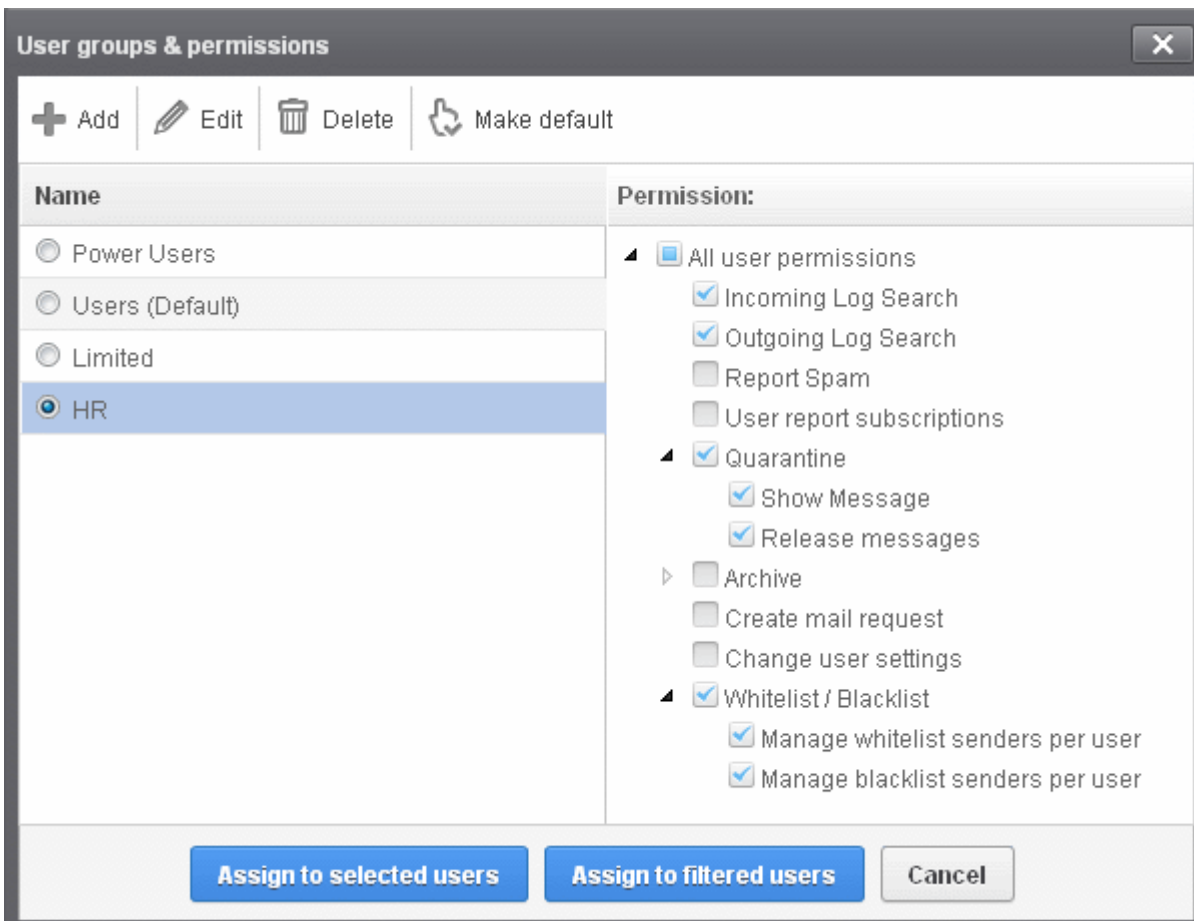 User groups & permissions
Add Edit Delete Make default
Name
Permission:
Power Users
Users (Default)
Limited
HR
All user permissions
Incoming Log Search
Outgoing Log Search
Report Spam
User report subscriptions
Quarantine
Show Message
Release messages
Archive
Create mail request
Change user settings
Whitelist / Blacklist
Manage whitelist senders per user
Manage blacklist senders per user
Assign to selected users Assign to filtered users Cancel